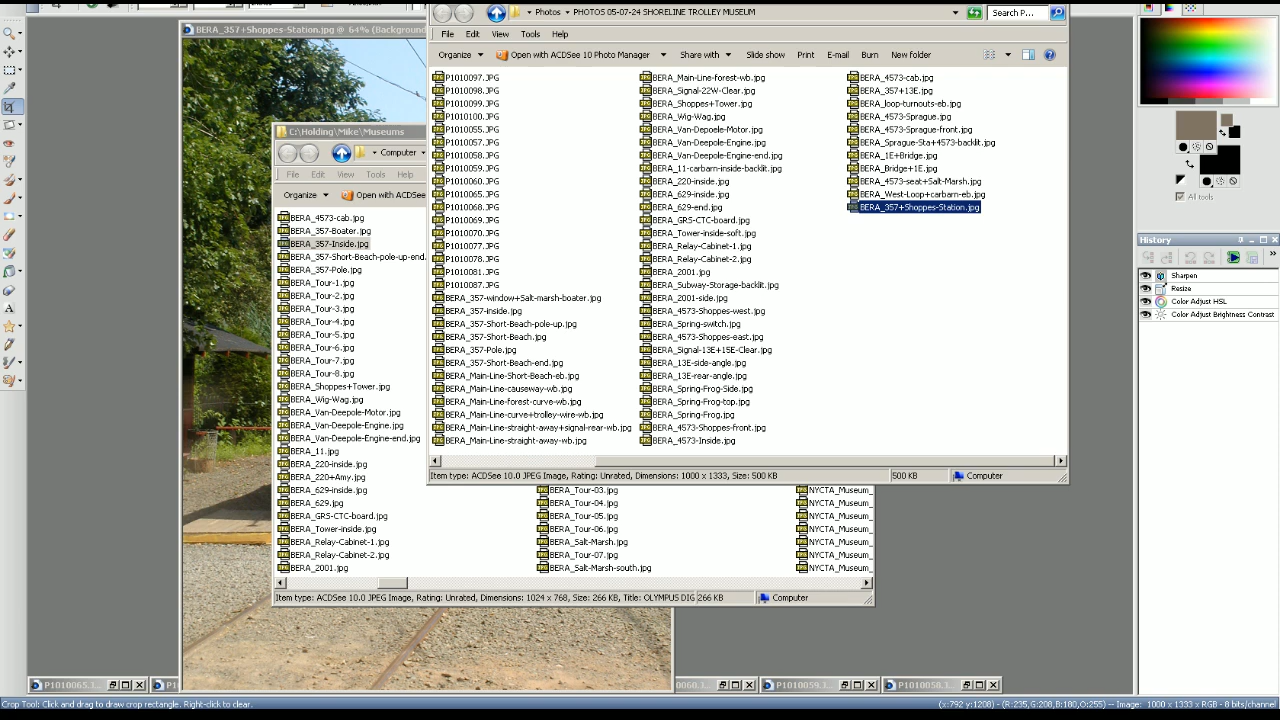 BERA_357+Shoppes-Station.jpg @ 64% (Background
Photos ▸ PHOTOS 05-07-24 SHORELINE TROLLEY MUSEUM
Search P...
File Edit View Tools Help
Organize Open with ACDSee 10 Photo Manager Share with Slide show Print E-mail Burn New folder
P1010097.JPG
P1010098.JPG
P1010099.JPG
P1010100.JPG
P1010055.JPG
P1010057.JPG
P1010058.JPG
P1010059.JPG
P1010060.JPG
P1010065.JPG
P1010068.JPG
P1010069.JPG
P1010070.JPG
P1010077.JPG
P1010078.JPG
P1010081.JPG
P1010087.JPG
BERA_357-window+Salt-marsh-boater.jpg
BERA_357-inside.jpg
BERA_357-Short-Beach-pole-up.jpg
BERA_357-Short-Beach.jpg
BERA_357-Pole.jpg
BERA_357-Short-Beach-end.jpg
BERA_Main-Line-Short-Beach-eb.jpg
BERA_Main-Line-causeway-wb.jpg
BERA_Main-Line-forest-curve-wb.jpg
BERA_Main-Line-curve+trolley-wire-wb.jpg
BERA_Main-Line-straight-away+signal-rear-wb.jpg
BERA_Main-Line-straight-away-wb.jpg
BERA_Main-Line-forest-wb.jpg
BERA_Signal-22W-Clear.jpg
BERA_Shoppes+Tower.jpg
BERA_Wig-Wag.jpg
BERA_Van-Depoele-Motor.jpg
BERA_Van-Depoele-Engine.jpg
BERA_Van-Depoele-Engine-end.jpg
BERA_11-carbarn-inside-backlit.jpg
BERA_220-inside.jpg
BERA_629-inside.jpg
BERA_629-end.jpg
BERA_GRS-CTC-board.jpg
BERA_Tower-inside-soft.jpg
BERA_Relay-Cabinet-1.jpg
BERA_Relay-Cabinet-2.jpg
BERA_2001.jpg
BERA_Subway-Storage-backlit.jpg
BERA_2001-side.jpg
BERA_4573-Shoppes-west.jpg
BERA_Spring-switch.jpg
BERA_4573-Shoppes-east.jpg
BERA_Signal-13E+15E-Clear.jpg
BERA_13E-side-angle.jpg
BERA_13E-rear-angle.jpg
BERA_Spring-Frog-Side.jpg
BERA_Spring-Frog-top.jpg
BERA_Spring-Frog.jpg
BERA_4573-Shoppes-front.jpg
BERA_4573-Inside.jpg
BERA_4573-cab.jpg
BERA_357+13E.jpg
BERA_loop-turnouts-eb.jpg
BERA_4573-Sprague.jpg
BERA_4573-Sprague-front.jpg
BERA_Sprague-Sta+4573-backlit.jpg
BERA_1E+Bridge.jpg
BERA_Bridge+1E.jpg
BERA_4573-seat+Salt-Marsh.jpg
BERA_West-Loop+carbarn-eb.jpg
BERA_357+Shoppes-Station.jpg
Item type: ACDSee 10.0 JPEG Image, Rating: Unrated, Dimensions: 1000 x 1333, Size: 500 KB
500 KB
Computer
C:\Holding\Mike\Museums
Computer
File Edit View Tools
Organize Open with ACDSee
BERA_4573-cab.jpg
BERA_357-Boater.jpg
BERA_357-Inside.jpg
BERA_357-Short-Beach-pole-up-end.
BERA_357-Pole.jpg
BERA_Tour-1.jpg
BERA_Tour-2.jpg
BERA_Tour-3.jpg
BERA_Tour-4.jpg
BERA_Tour-5.jpg
BERA_Tour-6.jpg
BERA_Tour-7.jpg
BERA_Tour-8.jpg
BERA_Shoppes+Tower.jpg
BERA_Wig-Wag.jpg
BERA_Van-Deepole-Motor.jpg
BERA_Van-Deepole-Engine.jpg
BERA_Van-Deepole-Engine-end.jpg
BERA_11.jpg
BERA_220-inside.jpg
BERA_220+Amy.jpg
BERA_629-inside.jpg
BERA_629.jpg
BERA_GRS-CTC-board.jpg
BERA_Tower-inside.jpg
BERA_Relay-Cabinet-1.jpg
BERA_Relay-Cabinet-2.jpg
BERA_2001.jpg
BERA_Tour-03.jpg
BERA_Tour-04.jpg
BERA_Tour-05.jpg
BERA_Tour-06.jpg
BERA_Salt-Marsh.jpg
BERA_Tour-07.jpg
BERA_Salt-Marsh-south.jpg
NYCTA_Museum_
NYCTA_Museum_
NYCTA_Museum_
NYCTA_Museum_
NYCTA_Museum_
NYCTA_Museum_
NYCTA_Museum_
Item type: ACDSee 10.0 JPEG Image, Rating: Unrated, Dimensions: 1024 x 768, Size: 266 KB, Title: OLYMPUS DIG
266 KB
Computer
All tools
History
Sharpen
Resize
Color Adjust HSL
Color Adjust Brightness Contrast
P1010065.J... P10 060.J... P1010059.J... P1010058.J...
Crop Tool: Click and drag to draw crop rectangle. Right-click to clear.
(x:792 y:1208) - (R:235,G:208,B:180,O:255) -- Image: 1000 x 1333 x RGB - 8 bits/channel